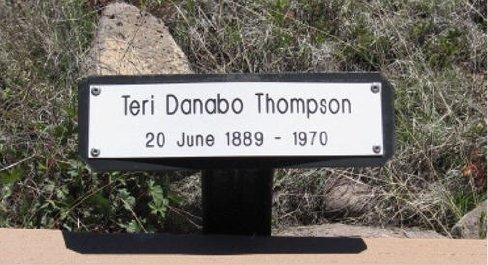 Teri Danabo Thompson
20 June 1889 - 1970